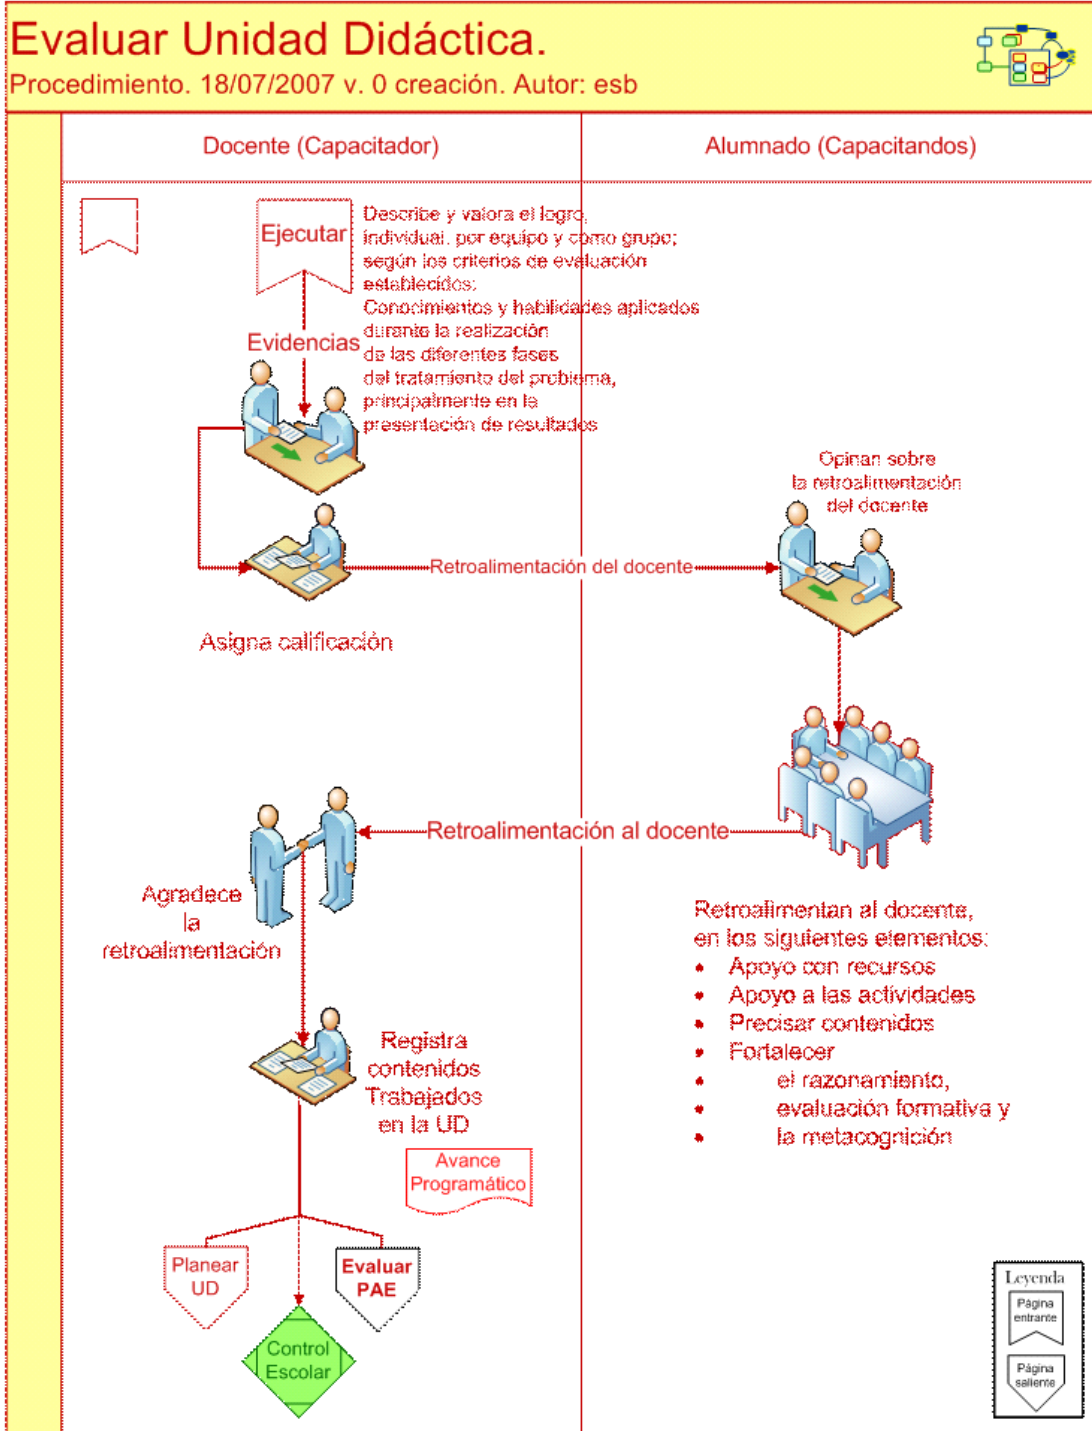 Evaluar Unidad Didáctica.
Procedimiento. 18/07/2007 v. 0 creación. Autor: esb
Docente (Capacitador)
Alumnado (Capacitandos)
Ejecutar
Describe y valora el logro,
individual, por equipo y como grupo;
según los criterios de evaluación
establecidos:
Conocimientos y habilidades aplicados
durante la realización
de las diferentes fases
del tratamiento del problema,
principalmente en la
presentación de resultados
Evidencias
Opinan sobre
la retroalimentación
del docente
Retroalimentación del docente
Asigna calificación
Retroalimentación al docente
Agradece
la
retroalimentación
Retroalimentan al docente,
en los siguientes elementos:
• Apoyo con recursos
• Apoyo a las actividades
• Precisar contenidos
• Fortalecer
• el razonamiento,
• evaluación formativa y
• la metacognición
Registra
contenidos
Trabajados
en la UD
Avance
Programático
Planear
UD
Evaluar
PAE
Control
Escolar
Leyenda
Página
entrante
Página
saliente